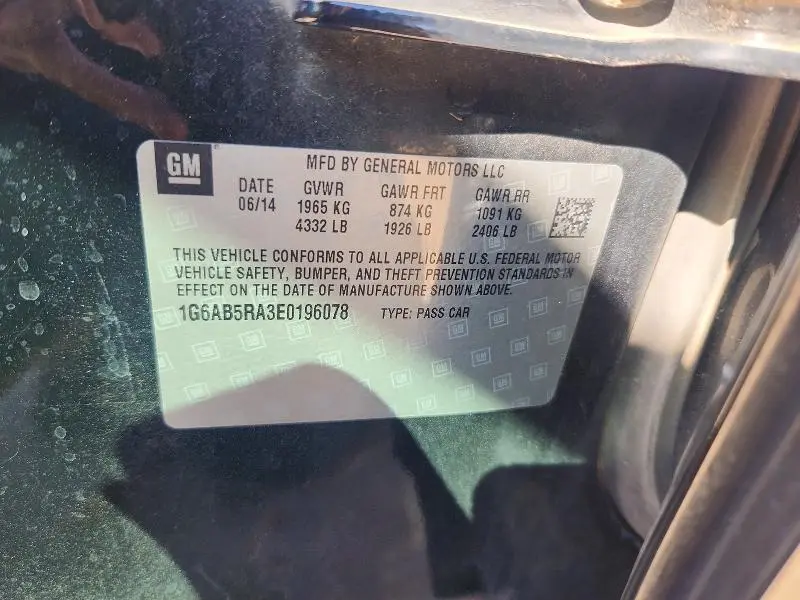 GM
MFD BY GENERAL MOTORS LLC
DATE GVWR GAWR FRT GAWR RR
06/14 1965 KG 874 KG 1091 KG
4332 LB 1926 LB 2406 LB
THIS VEHICLE CONFORMS TO ALL APPLICABLE U.S. FEDERAL MOTOR
VEHICLE SAFETY, BUMPER, AND THEFT PREVENTION STANDARDS IN
EFFECT ON THE DATE OF MANUFACTURE SHOWN ABOVE.
1G6AB5RA3E0196078 TYPE: PASS CAR